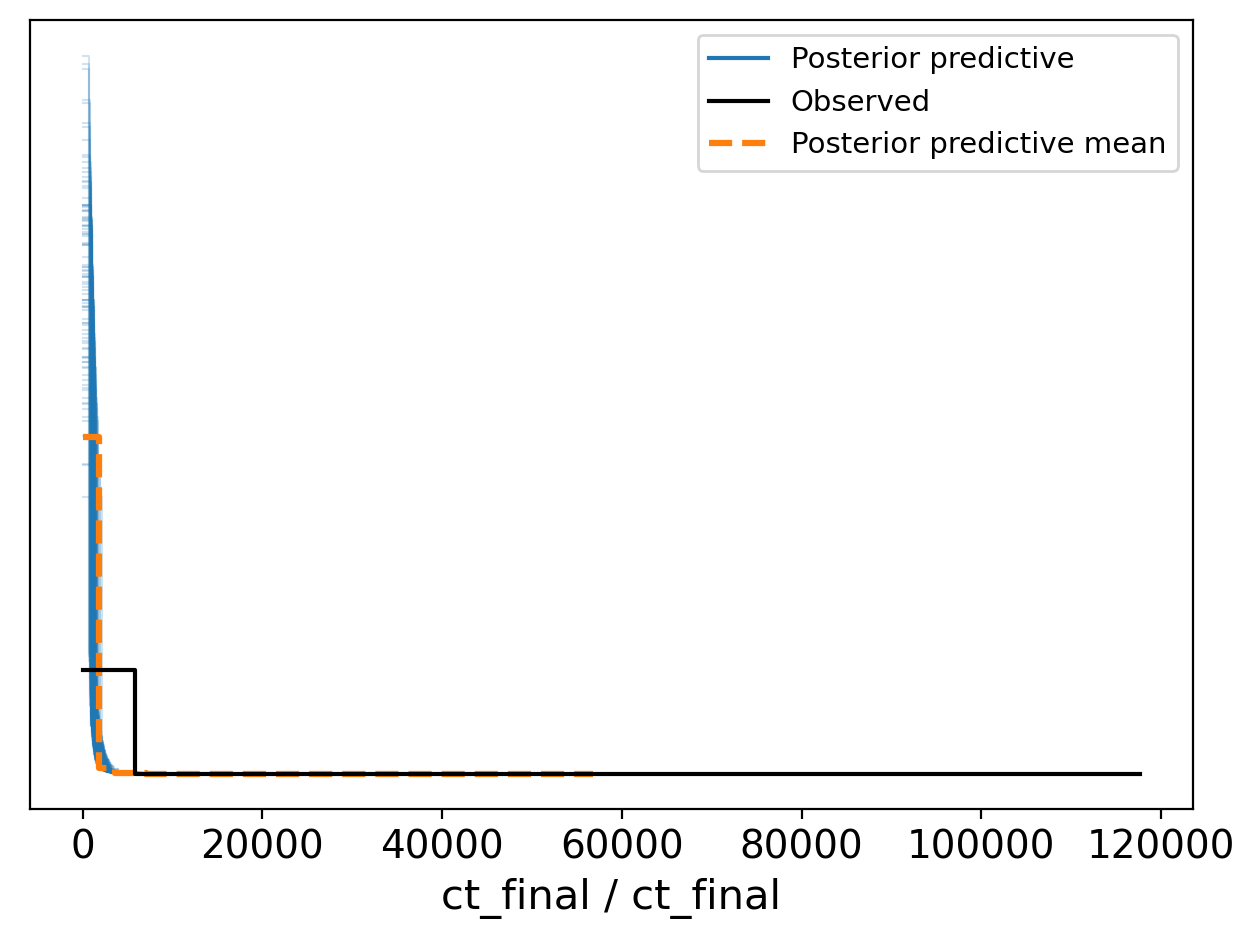 Posterior predictive
Observed
Posterior predictive mean
0 20000 40000 60000 80000 100000 120000
ct_final / ct_final